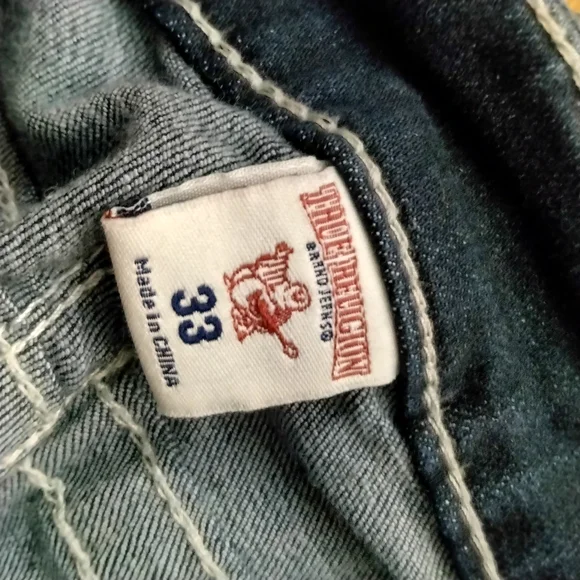 TRUE RELIGION
BRAND JEANS®
33
Made in CHINA